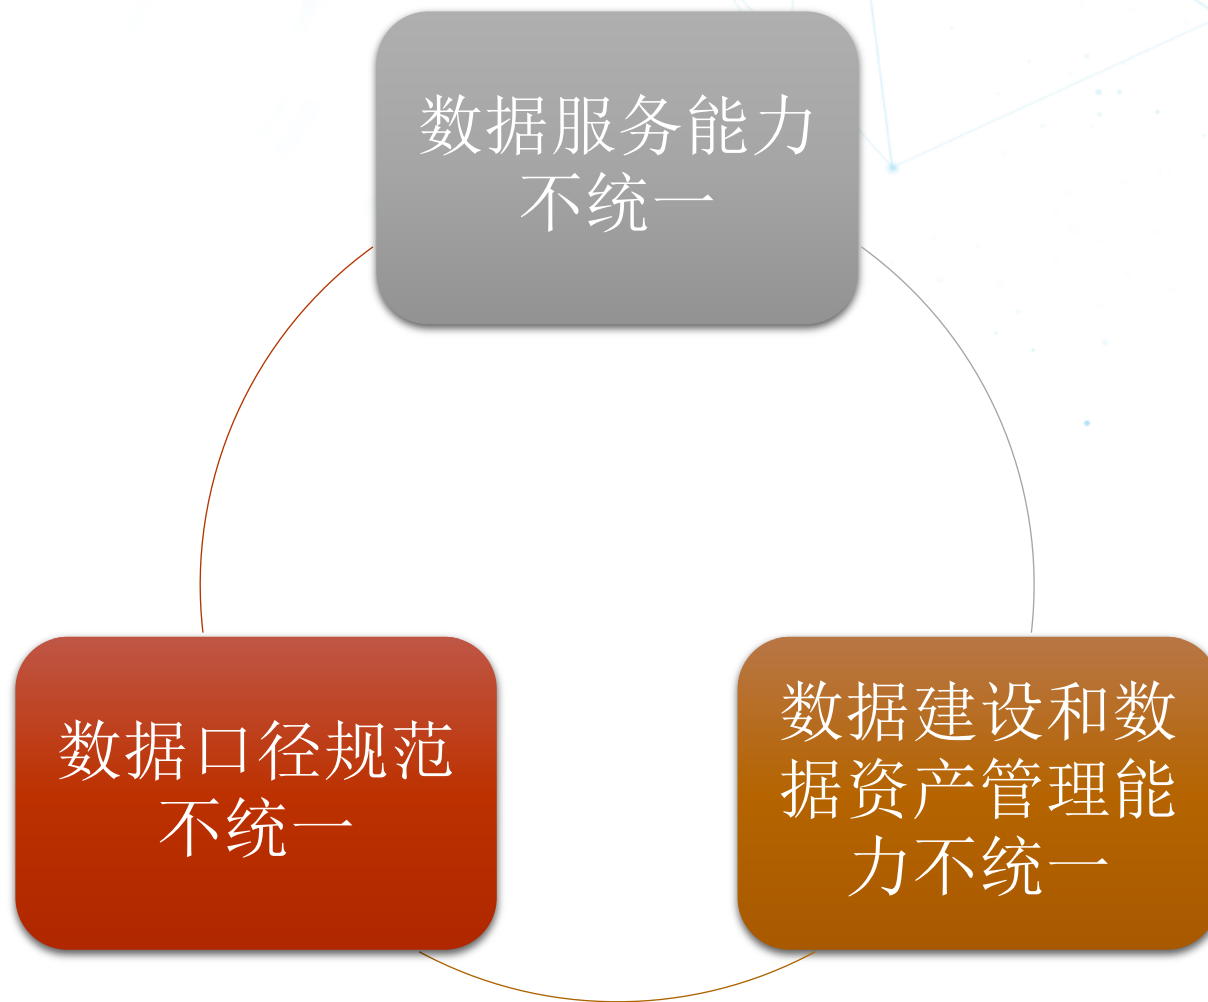 数据服务能力
不统一
数据口径规范
不统一
数据建设和数
据资产管理能
力不统一